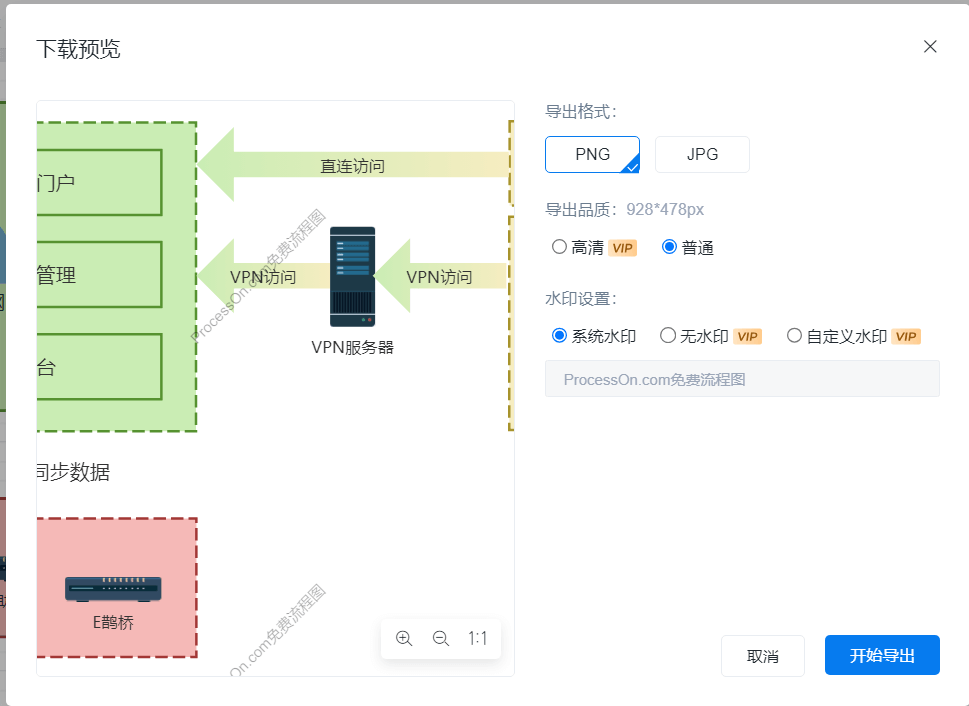 下载预览
门户
直连访问
管理
VPN访问
VPN访问
VPN服务器
台
同步数据
E鹊桥
ProcessOn.com免费流程图
On.com免费流程图
1:1
导出格式:
PNG
JPG
导出品质: 928*478px
高清 VIP 普通
水印设置:
系统水印 无水印 VIP 自定义水印 VIP
ProcessOn.com免费流程图
取消
开始导出